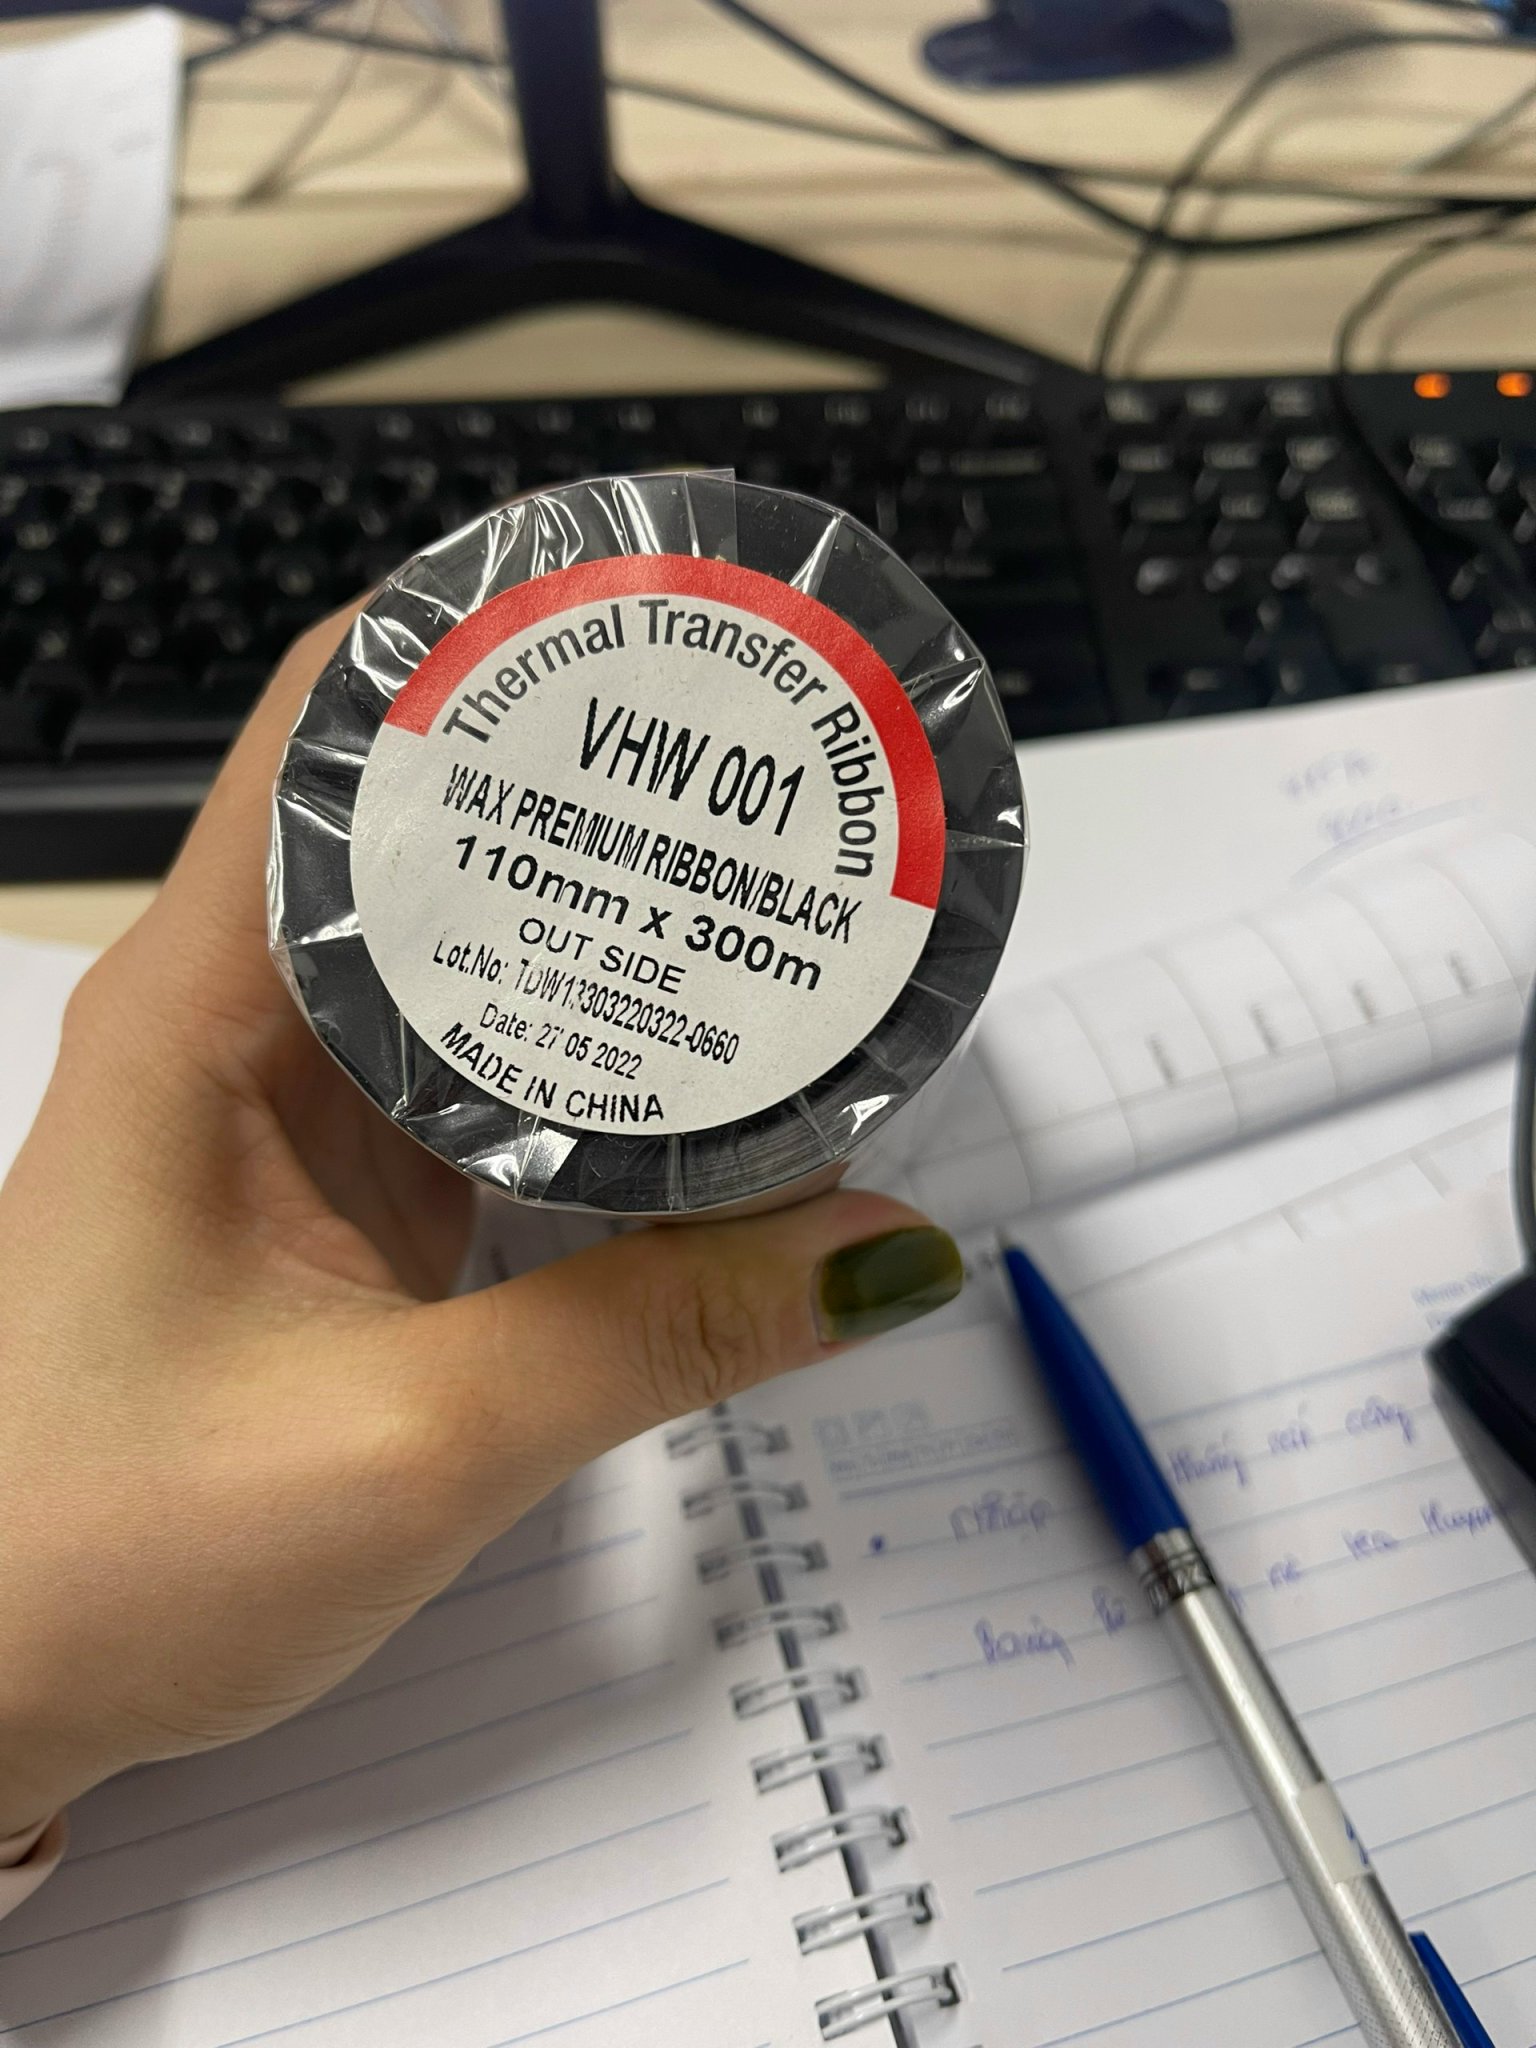 Thermal Transfer Ribbon
VHW 001
WAX PREMIUM RIBBON/BLACK
110mm x 300m
OUT SIDE
Lot.No: TDW13303220322-0660
Date: 27 05 2022
MADE IN CHINA